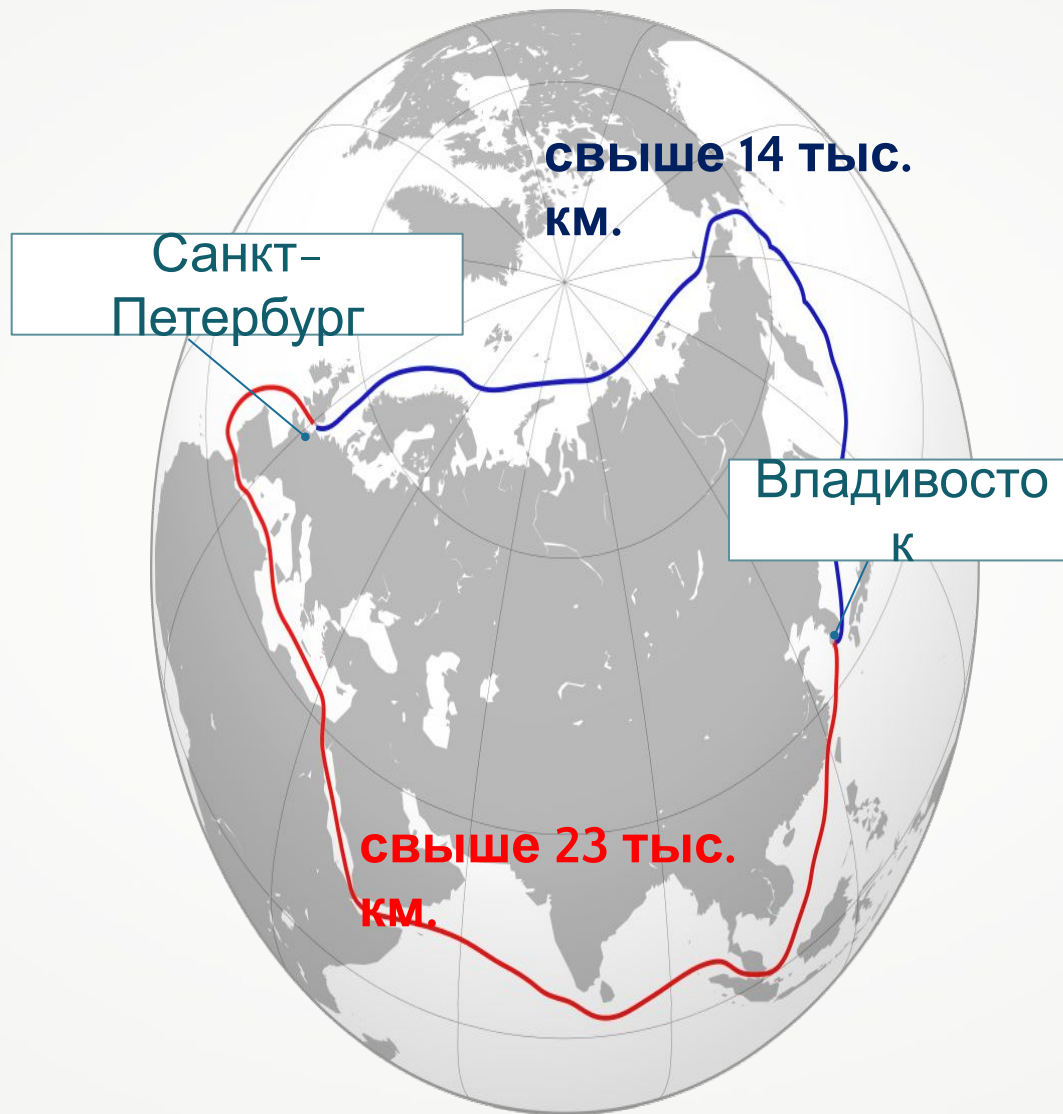 свыше 14 тыс.
км.
Санкт-
Петербург
Владивосто
к
свыше 23 тыс.
км.